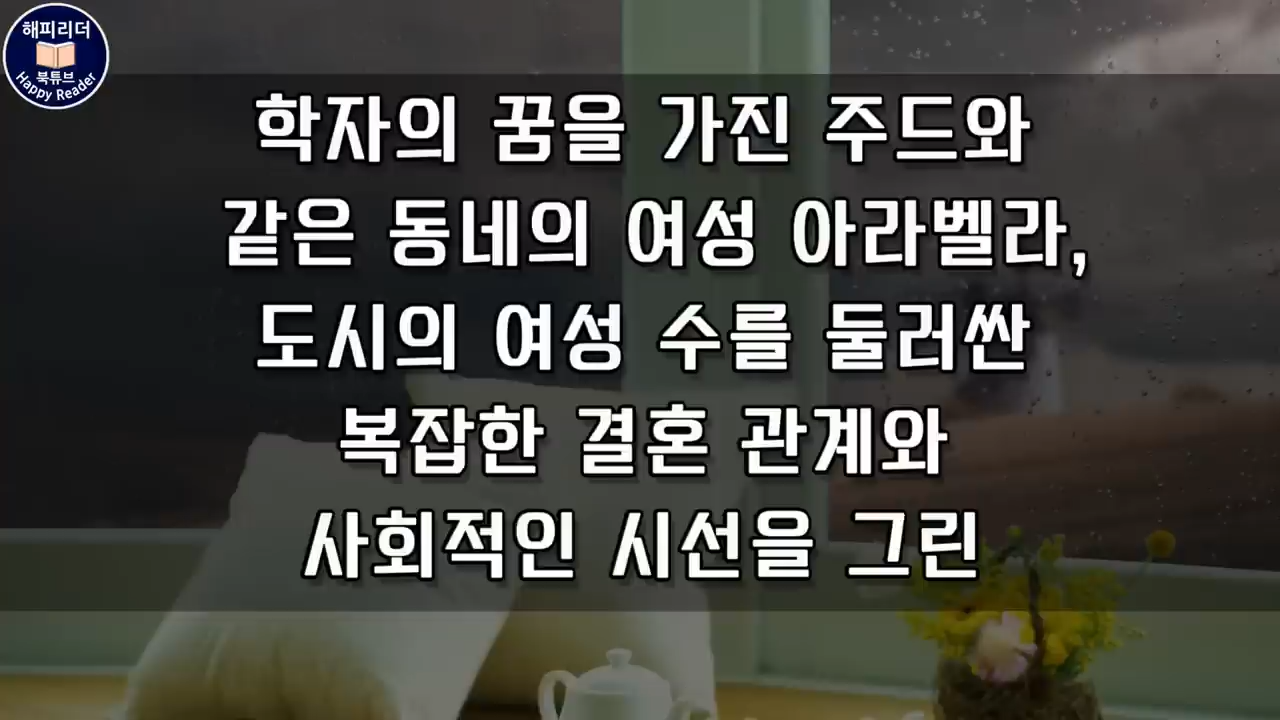 해피리더
북튜브
Happy Reader
학자의 꿈을 가진 주드와
같은 동네의 여성 아라벨라,
도시의 여성 수를 둘러싼
복잡한 결혼 관계와
사회적인 시선을 그린